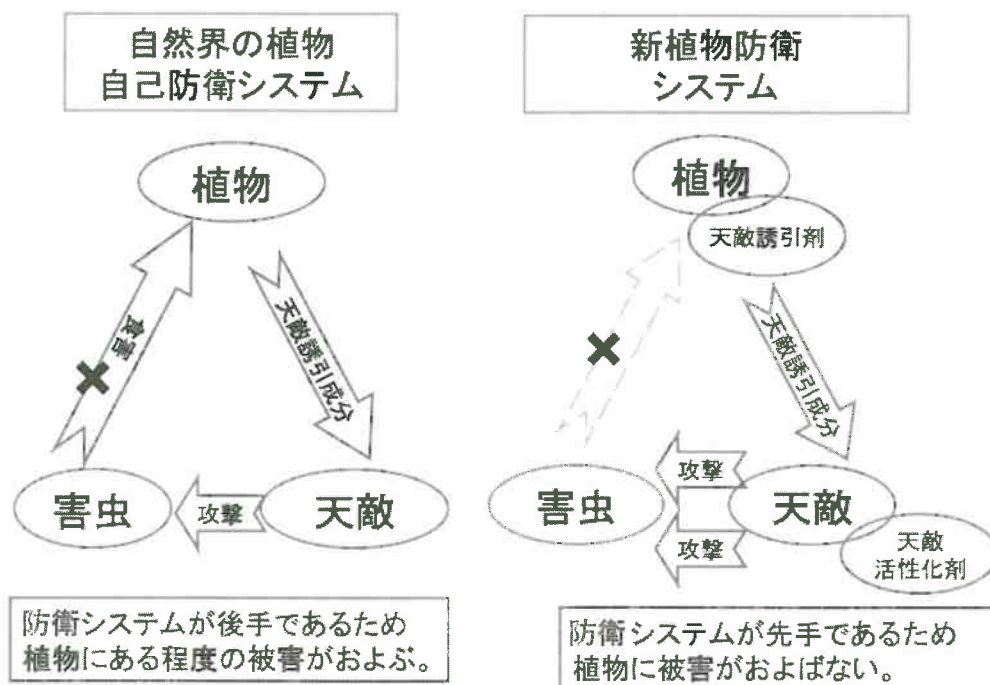 自然界の植物
自己防衛システム
植物
食害
天敵誘引成分
害虫
攻撃
天敵
防衛システムが後手であるため
植物にある程度の被害がおよぶ。
新植物防衛
システム
植物
天敵誘引剤
天敵誘引成分
害虫
攻撃
攻撃
天敵
天敵
活性化剤
防衛システムが先手であるため
植物に被害がおよばない。